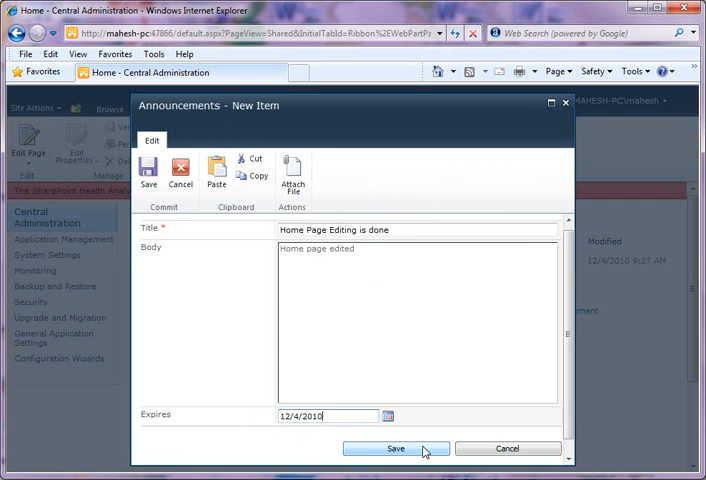 Home - Central Administration - Windows Internet Explorer
http://mahesh-pc:47866/default.aspx?PageView=Shared&InitialTabId=Ribbon%2EWebPartPa
Web Search (powered by Google)
File Edit View Favorites Tools Help
Favorites Home - Central Administration Page Safety Tools
Site Actions Browse MAHESH-PC\mahesh
Announcements - New Item
Edit
Edit Page
Edit Properties
Edit Manage
Save Cancel Paste Cut Copy Attach File
Commit Clipboard Actions
The SharePoint Health Analy
Central Administration
Application Management
System Settings
Monitoring
Backup and Restore
Security
Upgrade and Migration
General Application Settings
Configuration Wizards
Title * Home Page Editing is done
Body Home page edited
Expires 12/4/2010
Save Cancel
Modified
12/4/2010 9:27 AM